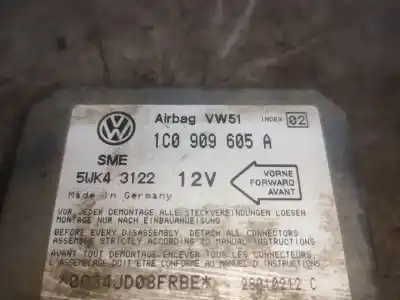 Airbag VW51 INDEX 02
1C0 909 605 A
SME
5WK4 3122 12V
VORNE
FORWARD
AVANT
Made in Germany
VOR JEDER DEMONTAGE ALLE STECKVERBINDUNGEN LOESEN
MONTAGE NUR NACH EINBAUANWEISUNG
BEFORE EVERY DISASSEMBLY. DETACH ALL CONNECTORS
ASSEMBLE STRICTLY ACCORDING TO MANUAL INSTRUCTIONS
AVANT TOUT DEMONTAGE ENLEVER TOUS LES CONNECTEURS
L'ASSEMBLAGE DOIT ETRE CONFORME AU MANUEL D'INSTRUCTIONS
*0034JD08FRBE* 28010212 C